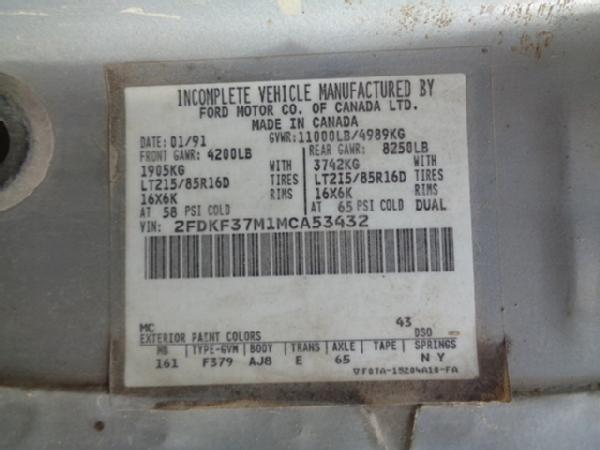 INCOMPLETE VEHICLE MANUFACTURED BY
FORD MOTOR CO. OF CANADA LTD.
MADE IN CANADA
DATE: 01/91 GVWR: 11000LB/4989KG
FRONT GAWR: 4200LB REAR GAWR: 8250LB
1905KG WITH 3742KG WITH
LT215/85R16D TIRES LT215/85R16D TIRES
16X6K RIMS 16X6K RIMS
AT 58 PSI COLD AT 65 PSI COLD DUAL
VIN: 2FDKF37M1MCA53432
MC 43
EXTERIOR PAINT COLORS DSO
WB TYPE-GVM BODY TRANS AXLE TAPE SPRINGS
161 F379 AJ8 E 65 N Y